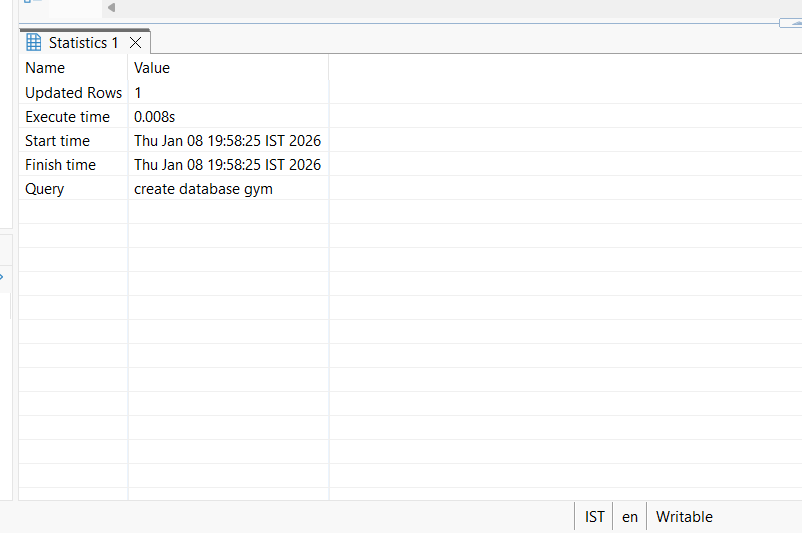 Statistics 1
Name Value
Updated Rows 1
Execute time 0.008s
Start time Thu Jan 08 19:58:25 IST 2026
Finish time Thu Jan 08 19:58:25 IST 2026
Query create database gym
IST en Writable